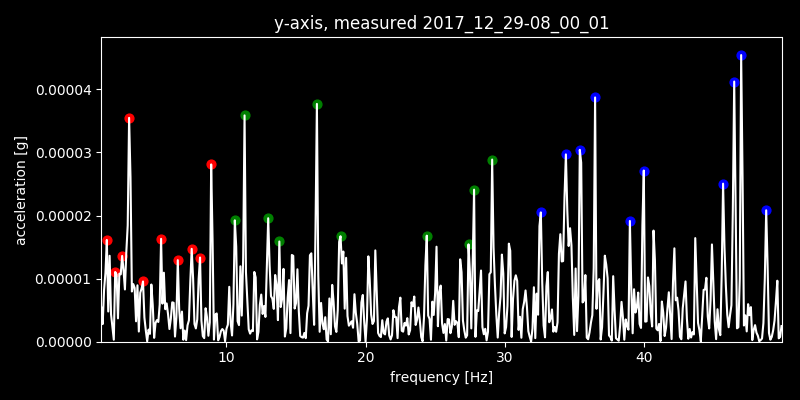 y-axis, measured 2017_12_29-08_00_01
acceleration [g]
0.00004
0.00003
0.00002
0.00001
0.00000
10 20 30 40
frequency [Hz]